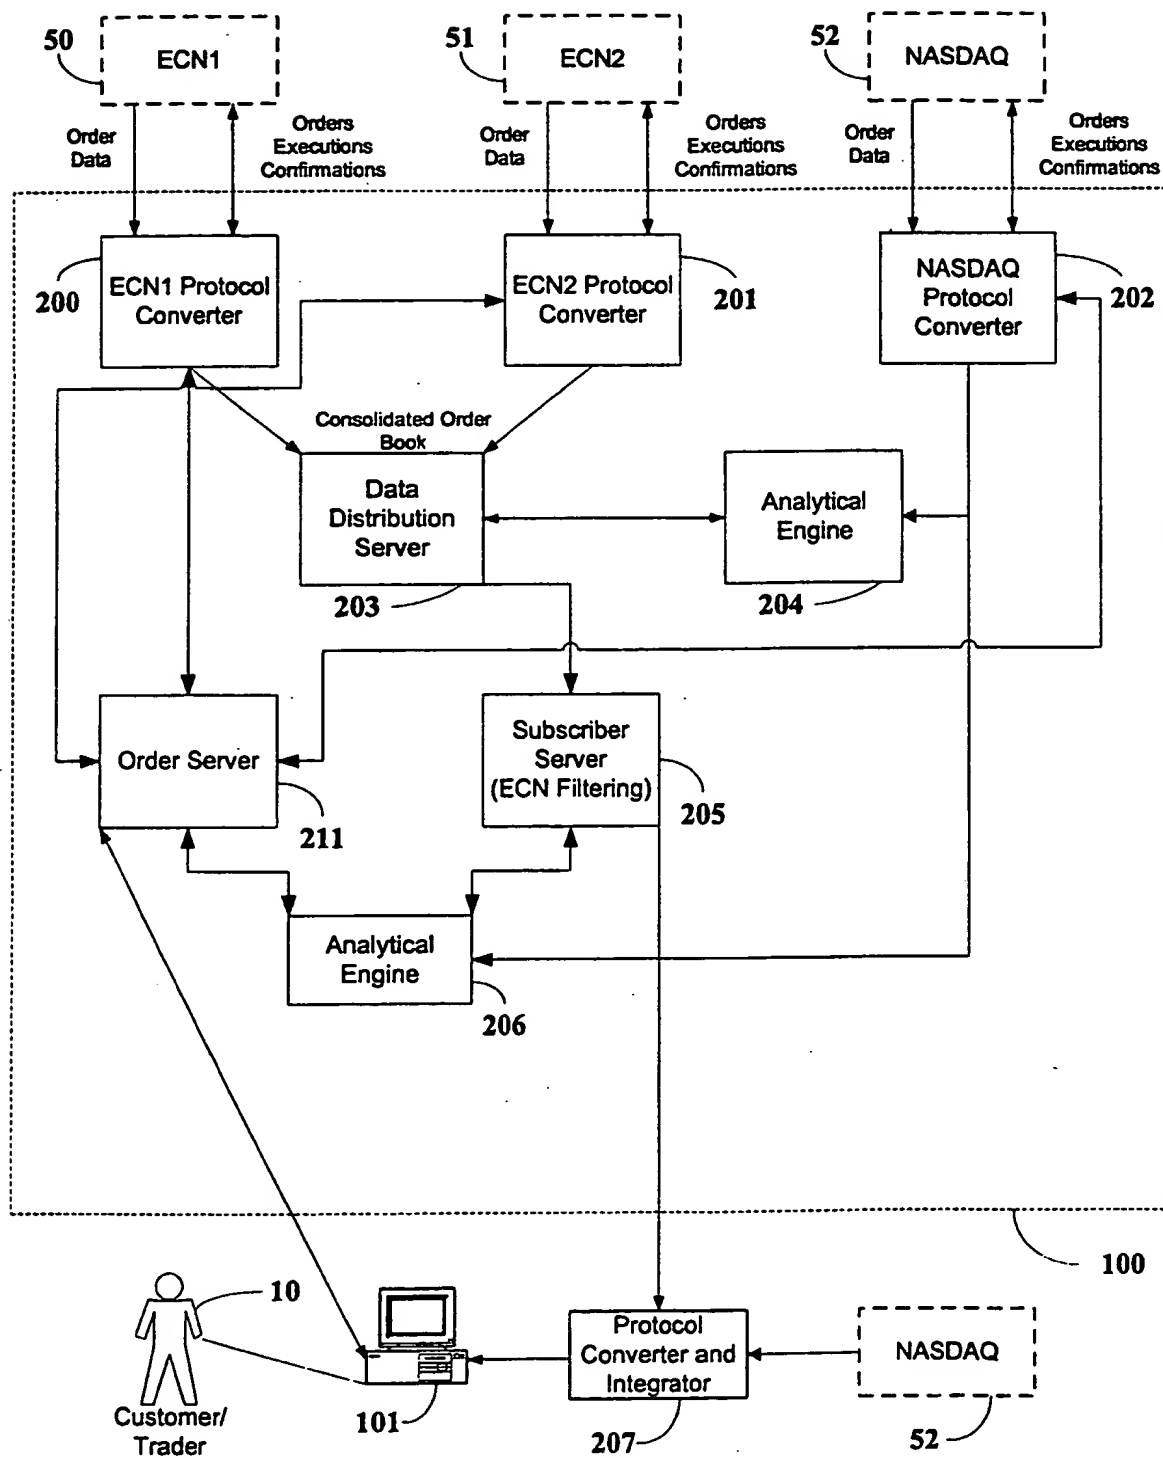 50
ECN1
51
ECN2
52
NASDAQ
Order
Data
Orders
Executions
Confirmations
Order
Data
Orders
Executions
Confirmations
Order
Data
Orders
Executions
Confirmations
200
ECN1 Protocol
Converter
ECN2 Protocol
Converter
201
NASDAQ
Protocol
Converter
202
Consolidated Order
Book
Data
Distribution
Server
203
Analytical
Engine
204
Order Server
211
Subscriber
Server
(ECN Filtering)
205
Analytical
Engine
206
100
10
Customer/
Trader
101
Protocol
Converter and
Integrator
207
NASDAQ
52